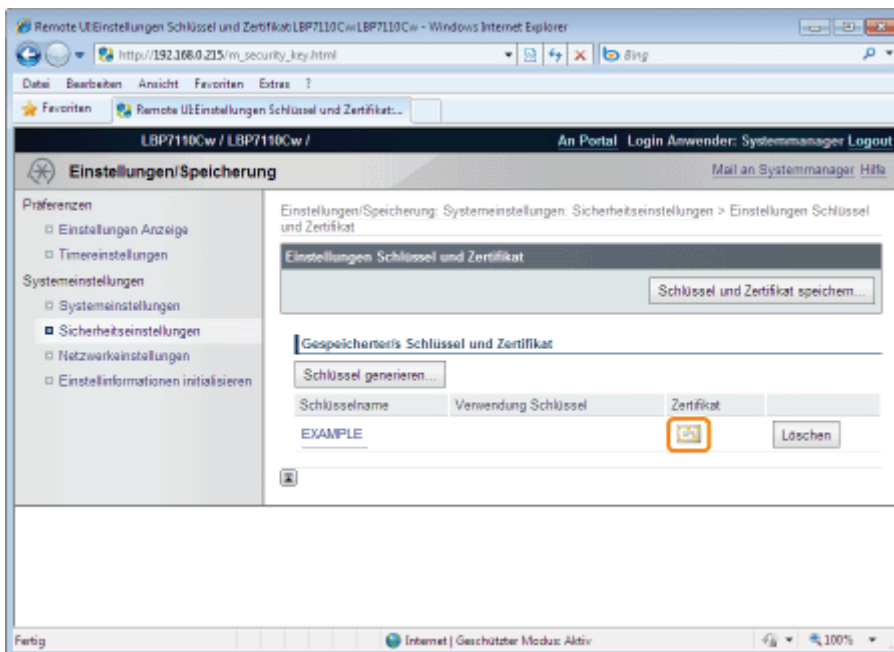 Remote UI:Einstellungen Schlüssel und Zertifikat:LBP7110Cw:LBP7110Cw - Windows Internet Explorer
http://192.168.0.215/m_security_key.html
Bing
Datei Bearbeiten Ansicht Favoriten Extras ?
Favoriten Remote UI:Einstellungen Schlüssel und Zertifikat:...
LBP7110Cw / LBP7110Cw / An Portal Login Anwender: Systemmanager Logout
Einstellungen/Speicherung Mail an Systemmanager Hilfe
Präferenzen
Einstellungen Anzeige
Timereinstellungen
Systemeinstellungen
Systemeinstellungen
Sicherheitseinstellungen
Netzwerkeinstellungen
Einstellinformationen initialisieren
Einstellungen/Speicherung: Systemeinstellungen: Sicherheitseinstellungen > Einstellungen Schlüssel
und Zertifikat
Einstellungen Schlüssel und Zertifikat
Schlüssel und Zertifikat speichern...
Gespeicherter/s Schlüssel und Zertifikat
Schlüssel generieren...
Schlüsselname Verwendung Schlüssel Zertifikat
EXAMPLE Löschen
Fertig Internet | Geschützter Modus: Aktiv 100%